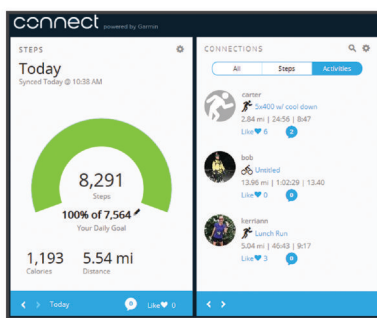 connect powered by Garmin
STEPS
Today
Synced Today @ 10:38 AM
8,291
Steps
100% of 7,564
Your Daily Goal
1,193
Calories
5.54 mi
Distance
Today
0
Like 0
CONNECTIONS
All
Steps
Activities
carter
5x400 w/ cool down
2.84 mi | 24:56 | 8:47
Like 6
2
bob
Untitled
13.96 mi | 1:02:29 | 13.40
Like 0
0
kerriann
Lunch Run
5.04 mi | 46:43 | 9:17
Like 3
0